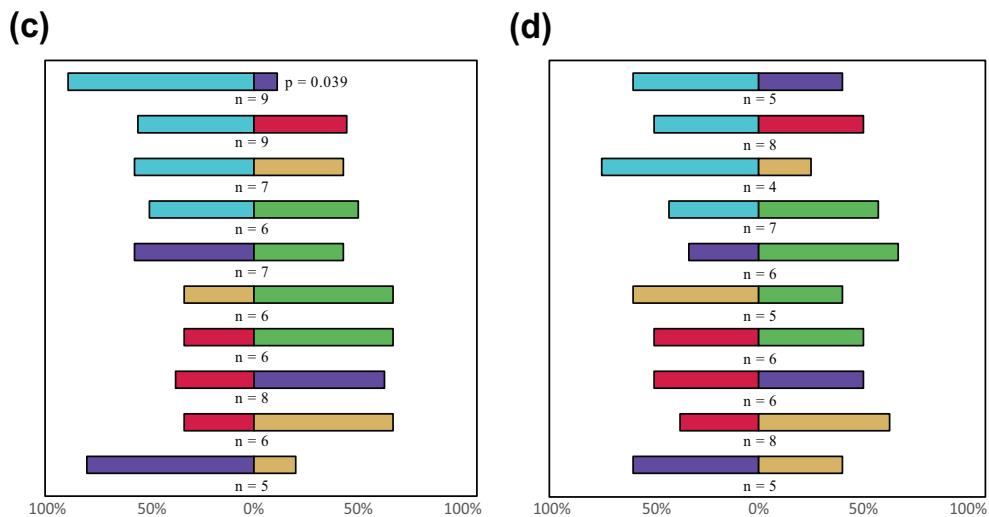 (c)
p = 0.039
n = 9
n = 9
n = 7
n = 6
n = 7
n = 6
n = 6
n = 8
n = 6
n = 5
100% 50% 0% 50%
(d)
n = 5
n = 8
n = 4
n = 7
n = 6
n = 5
n = 6
n = 6
n = 8
n = 5
100% 50% 0% 50% 100%